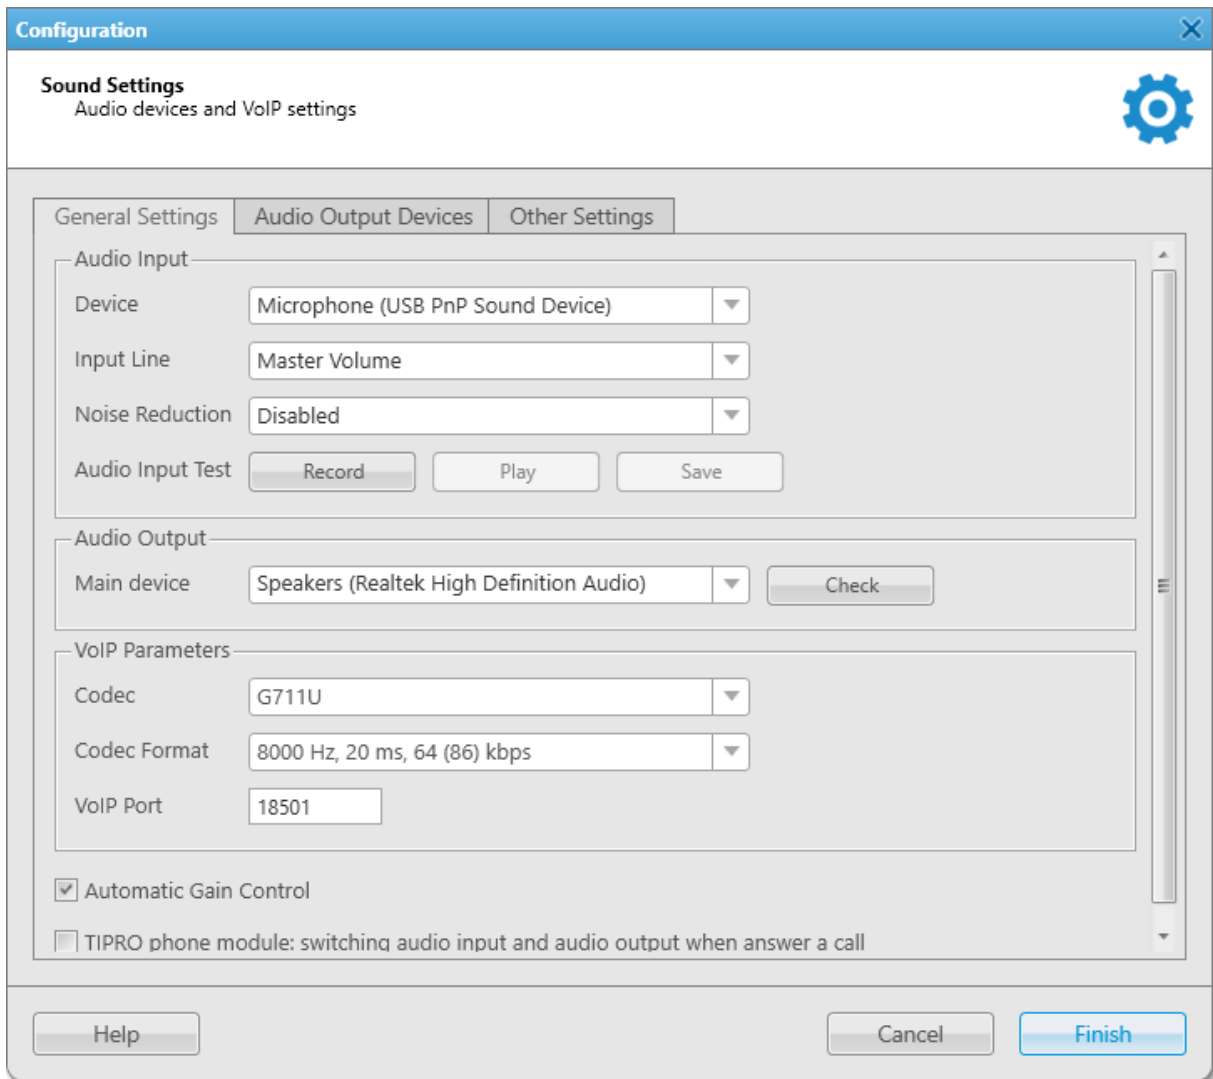 Configuration
Sound Settings
Audio devices and VoIP settings
General Settings Audio Output Devices Other Settings
Audio Input
Device Microphone (USB PnP Sound Device)
Input Line Master Volume
Noise Reduction Disabled
Audio Input Test Record Play Save
Audio Output
Main device Speakers (Realtek High Definition Audio) Check
VoIP Parameters
Codec G711U
Codec Format 8000 Hz, 20 ms, 64 (86) kbps
VoIP Port 18501
Automatic Gain Control
TIPRO phone module: switching audio input and audio output when answer a call
Help Cancel Finish